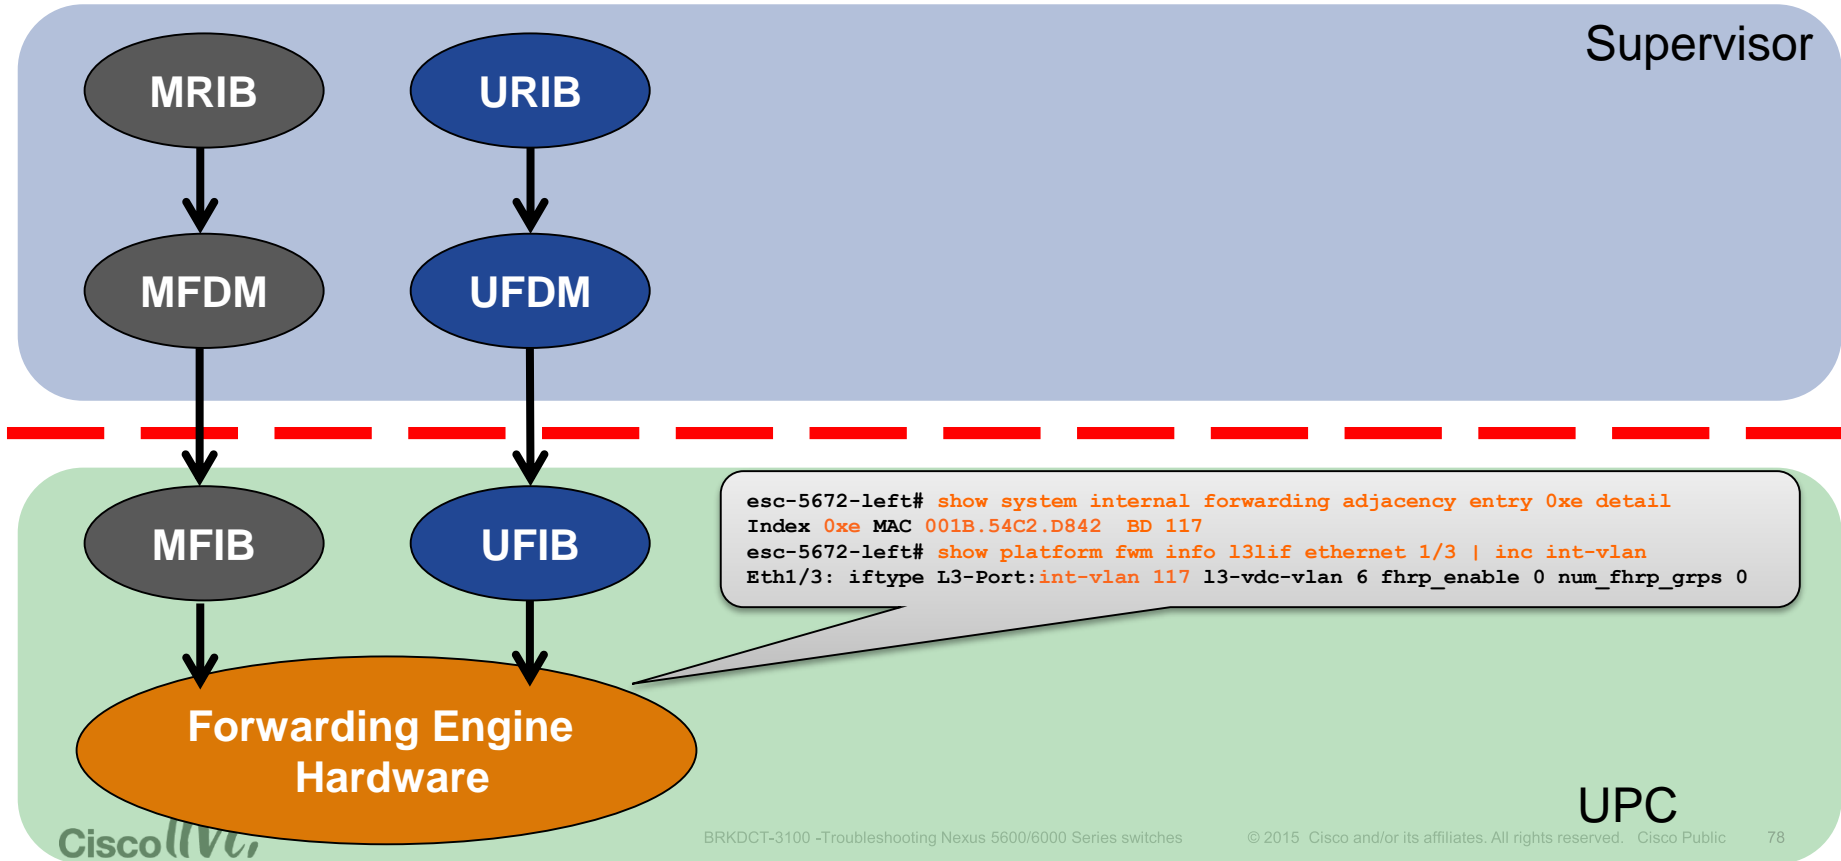 Supervisor
MRIB
URIB
MFDM
UFDM
MFIB
UFIB
esc-5672-left# show system internal forwarding adjacency entry 0xe detail
Index 0xe MAC 001B.54C2.D842  BD 117
esc-5672-left# show platform fwm info l3lif ethernet 1/3 | inc int-vlan
Eth1/3: iftype L3-Port:int-vlan 117 l3-vdc-vlan 6 fhrp_enable 0 num_fhrp_grps 0
Forwarding Engine
Hardware
UPC
Cisco live!
BRKDCT-3100 -Troubleshooting Nexus 5600/6000 Series switches
© 2015 Cisco and/or its affiliates. All rights reserved. Cisco Public
78